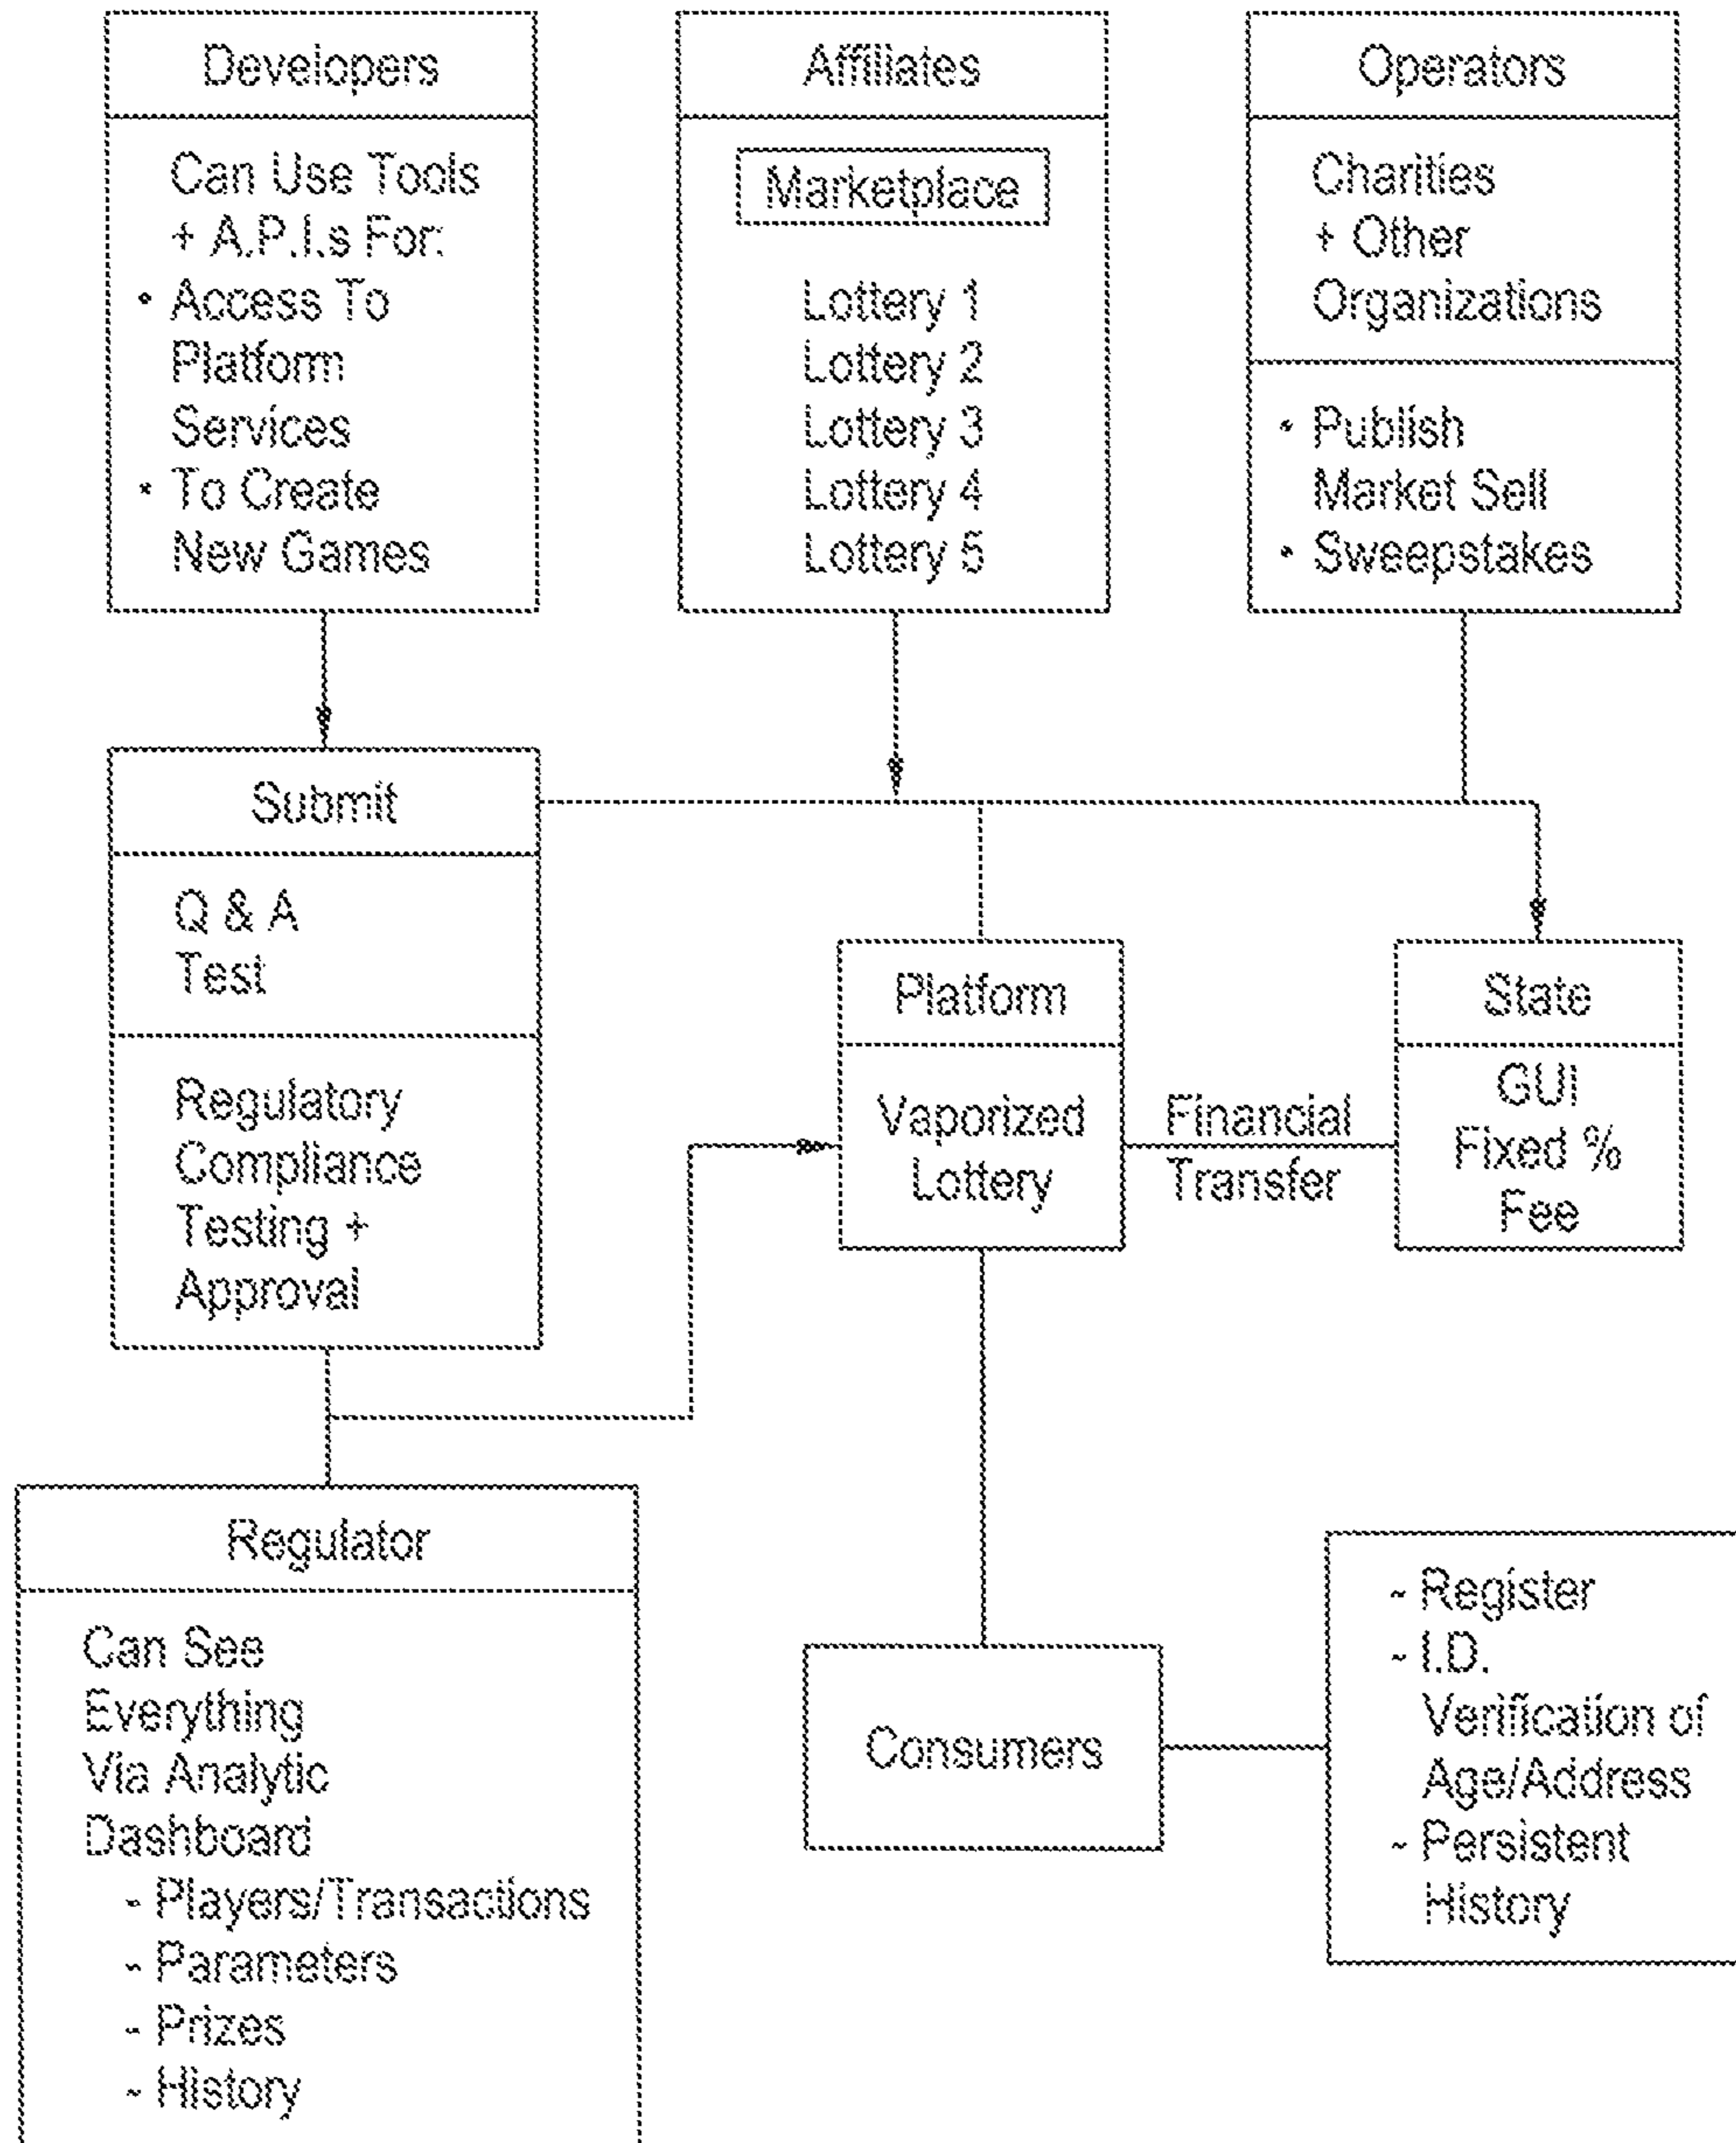 Developers
Can Use Tools
+ A.P.I.s For:
• Access To
Platform
Services
• To Create
New Games
Affiliates
Marketplace
Lottery 1
Lottery 2
Lottery 3
Lottery 4
Lottery 5
Operators
Charities
+ Other
Organizations
• Publish
Market Sell
• Sweepstakes
Submit
Q & A
Test
Regulatory
Compliance
Testing +
Approval
Platform
Vaporized
Lottery
Financial
Transfer
State
GUI
Fixed %
Fee
Regulator
Can See
Everything
Via Analytic
Dashboard
- Players/Transactions
- Parameters
- Prizes
- History
Consumers
- Register
- I.D.
Verification of
Age/Address
- Persistent
History